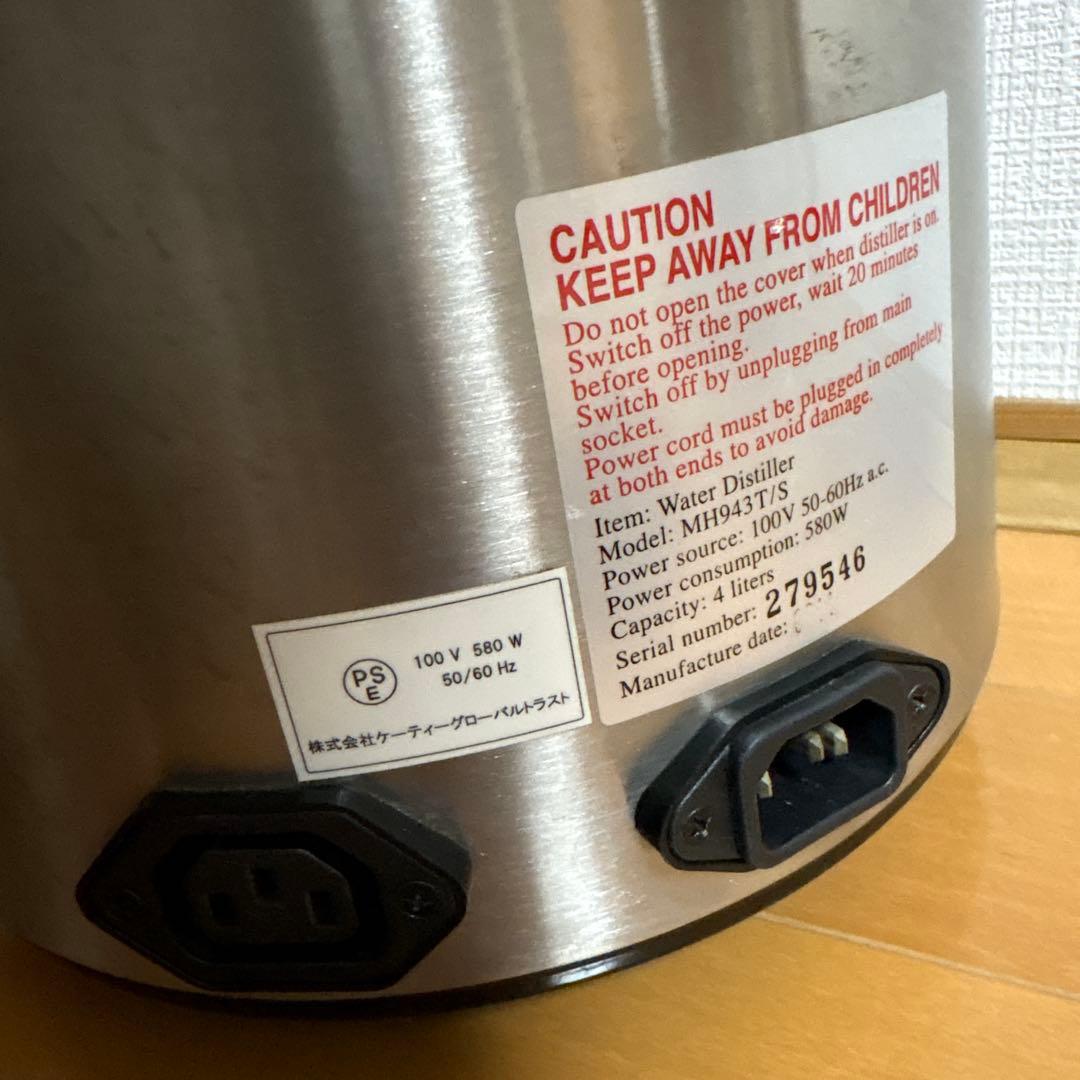 CAUTION
KEEP AWAY FROM CHILDREN
Do not open the cover when distiller is on.
Switch off the power, wait 20 minutes
before opening.
Switch off by unplugging from main
socket.
Power cord must be plugged in completely
at both ends to avoid damage.
Item: Water Distiller
Model: MH943T/S
Power source: 100V 50-60Hz a.c.
Power consumption: 580W
Capacity: 4 liters
Serial number: 279546
Manufacture date:
PS
E
100 V 580 W
50/60 Hz
株式会社ケーティーグローバルトラスト